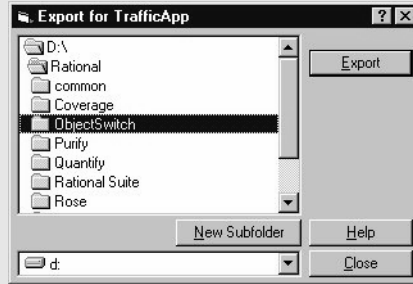 Export for TrafficApp
D:\
Rational
common
Coverage
ObjectSwitch
Purify
Quantify
Rational Suite
Rose
Export
New Subfolder
Help
d:
Close